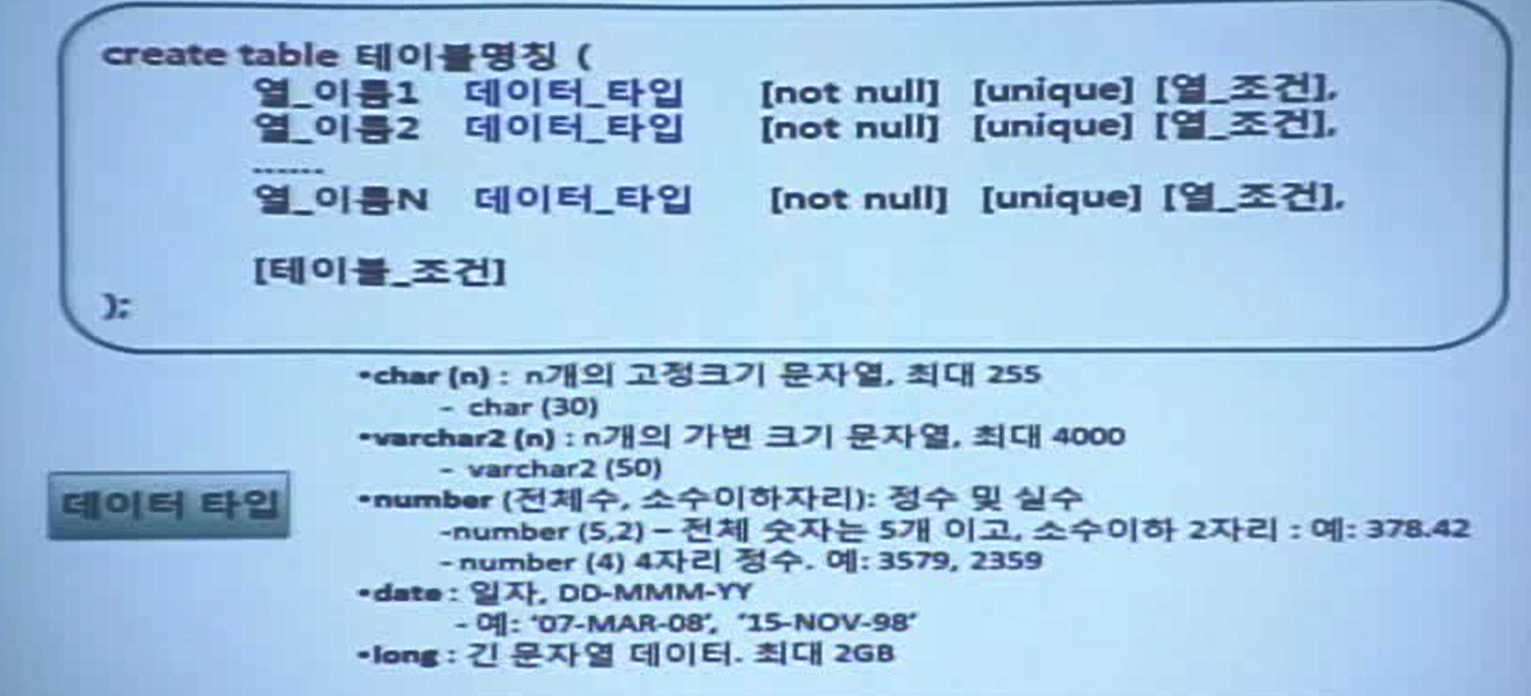 create table 테이블명칭 (
열_이름1 데이터_타입 [not null] [unique] [열_조건],
열_이름2 데이터_타입 [not null] [unique] [열_조건],
......
열_이름N 데이터_타입 [not null] [unique] [열_조건],
[테이블_조건]
);
데이터 타입
•char (n) : n개의 고정크기 문자열, 최대 255
- char (30)
•varchar2 (n) : n개의 가변 크기 문자열, 최대 4000
- varchar2 (50)
•number (전체수, 소수이하자리): 정수 및 실수
-number (5,2) – 전체 숫자는 5개 이고, 소수이하 2자리 : 예: 378.42
- number (4) 4자리 정수. 예: 3579, 2359
•date : 일자, DD-MMM-YY
- 예: ‘07-MAR-08’, ‘15-NOV-98’
•long : 긴 문자열 데이터. 최대 2GB